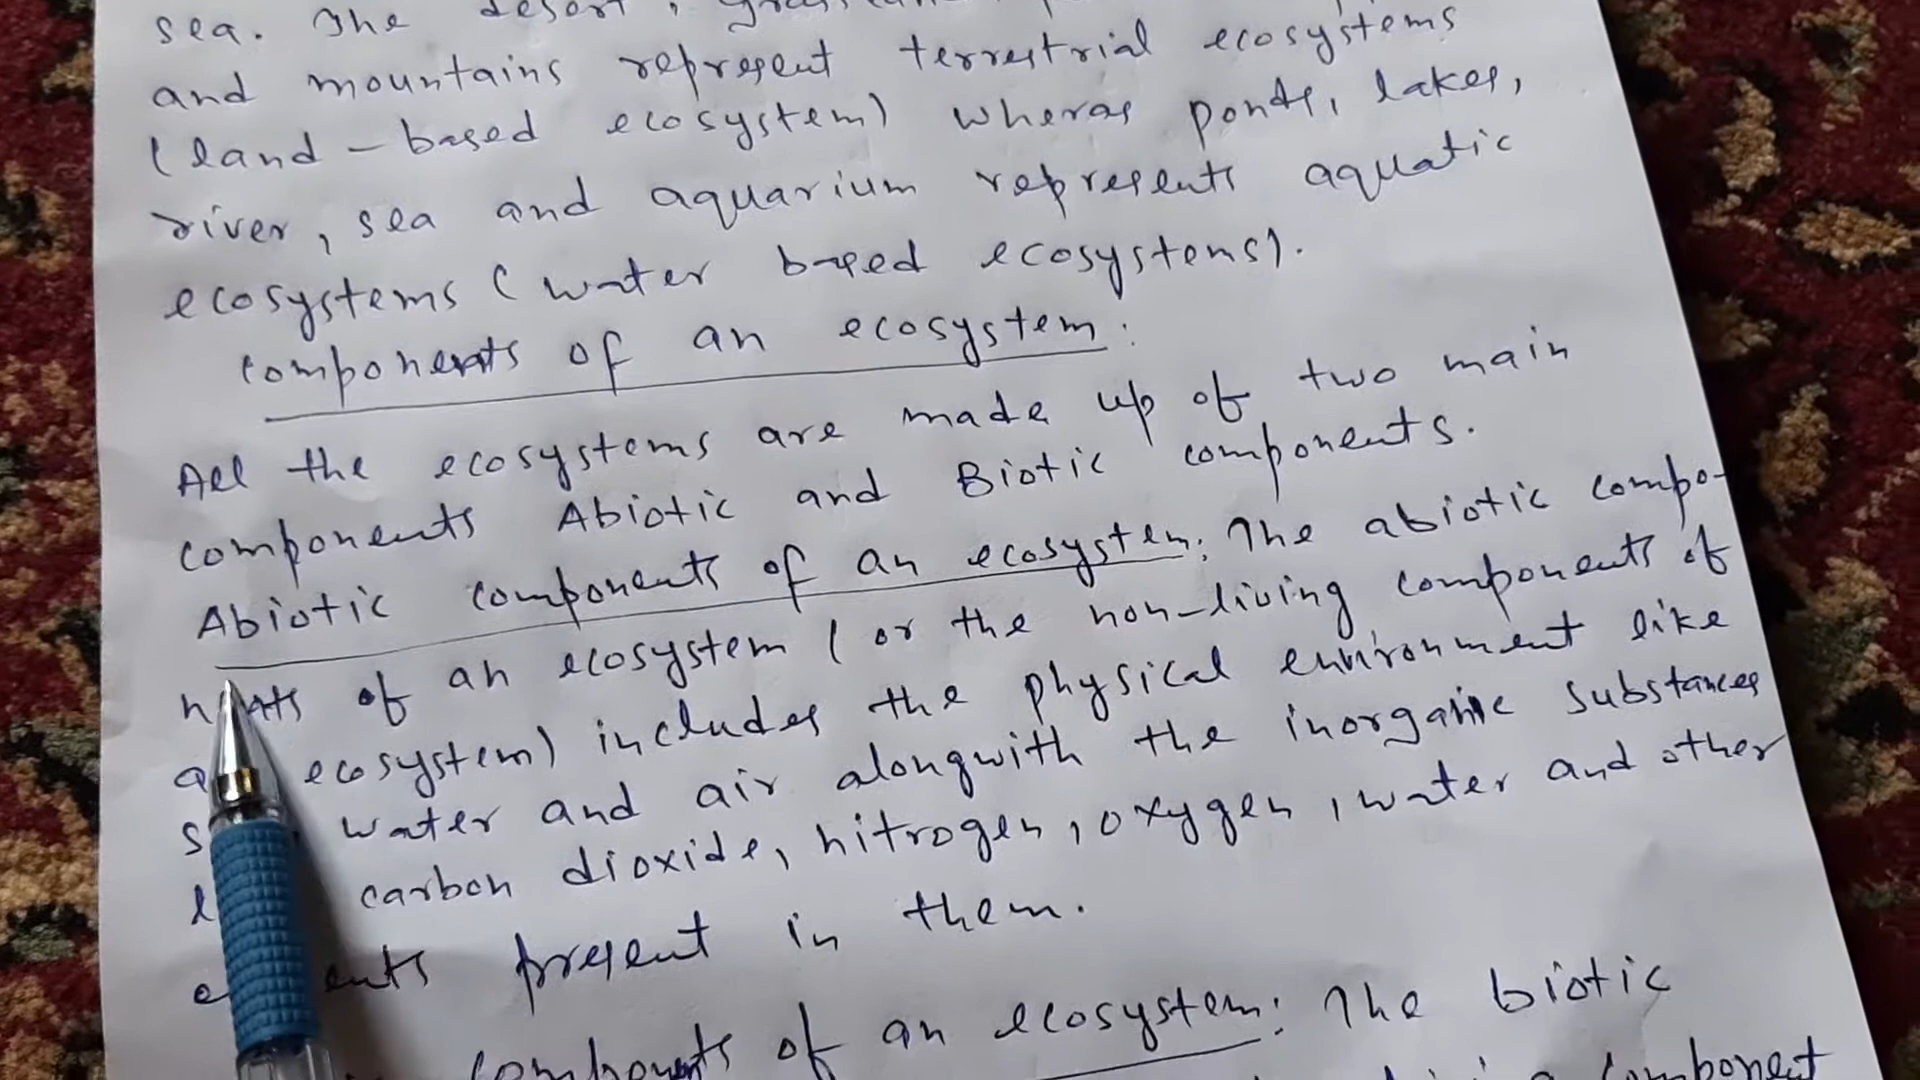 sea. The desert,
and mountains represent terrestrial ecosystems
(land-based ecosystem) wheras ponds, lakes,
river, sea and aquarium represents aquatic
ecosystems (water based ecosystems).
components of an ecosystem:
All the ecosystems are made up of two main
components Abiotic and Biotic components.
Abiotic components of an ecosystem: The abiotic compo-
nents of an ecosystem (or the non-living components of
ecosystem) includes the physical environment like
water and air alongwith the inorganic substances
carbon dioxide, nitrogen, oxygen, water and other
present in them.
components of an ecosystem: The biotic
component